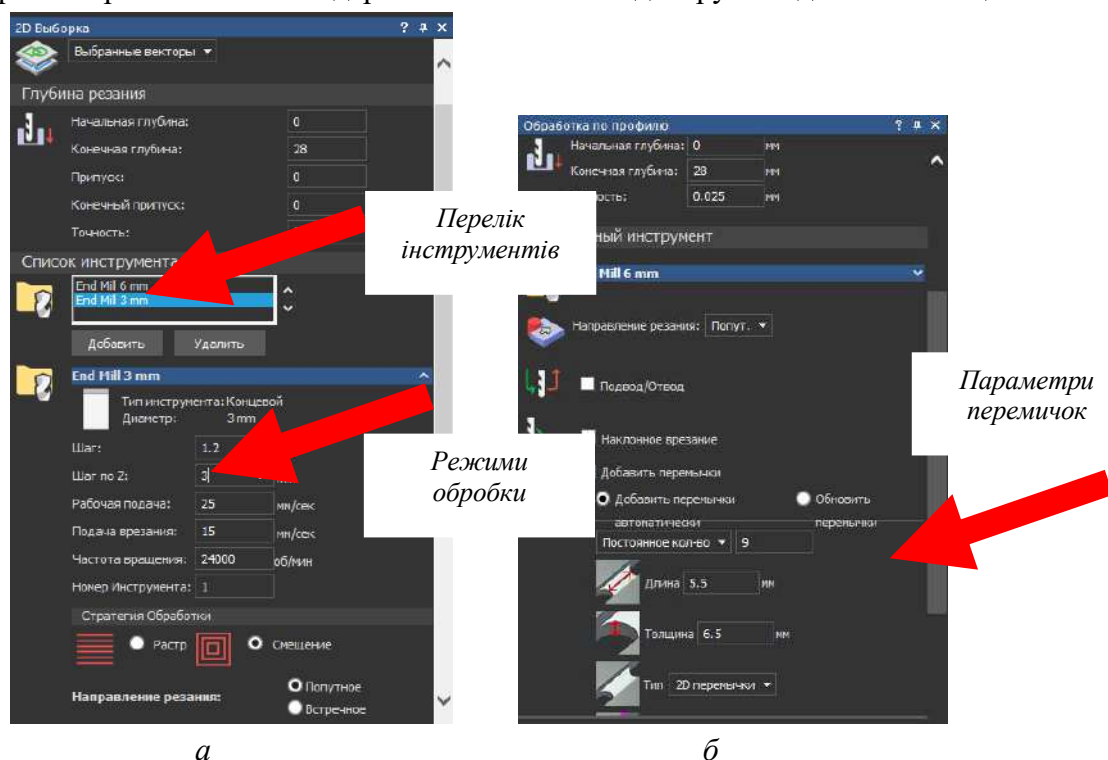 2D Выборка
Выбранные векторы
Глубина резания
Начальная глубина: 0
Конечная глубина: 28
Припуск: 0
Конечный припуск: 0
Точность:
Перелік
інструментів
Список инструмента
End Mill 6 mm
End Mill 3 mm
Добавить Удалить
End Mill 3 mm
Тип инструмента: Концевой
Диаметр: 3 mm
Шаг: 1.2
Шаг по Z: 3
Рабочая подача: 25 мм/сек
Подача врезания: 15 мм/сек
Частота вращения: 24000 об/мин
Номер Инструмента: 1
Режими
обробки
Стратегия Обработки
Растр Смещение
Направление резания: Попутное
Встречное
а
Обработка по профилю
Начальная глубина: 0 мм
Конечная глубина: 28 мм
0.025 мм
инструмент
Mill 6 mm
Направление резания: Попут.
Подвод/Отвод
Наклонное врезание
Добавить перемычки
Добавить перемычки автоматически
Обновить перемычки
Постоянное кол-во 9
Длина 5.5 мм
Толщина 6.5 мм
Тип 2D перемычки
Параметри
перемичок
б